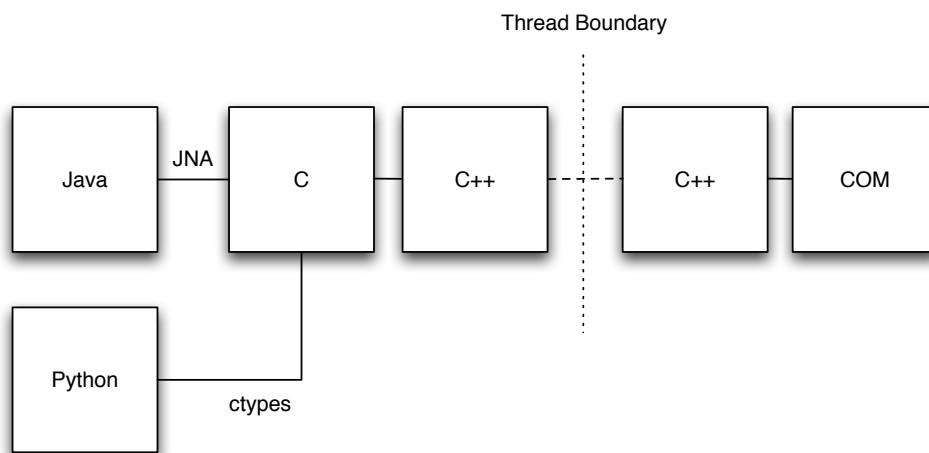 Thread Boundary
Java
JNA
C
C++
C++
COM
Python
ctypes